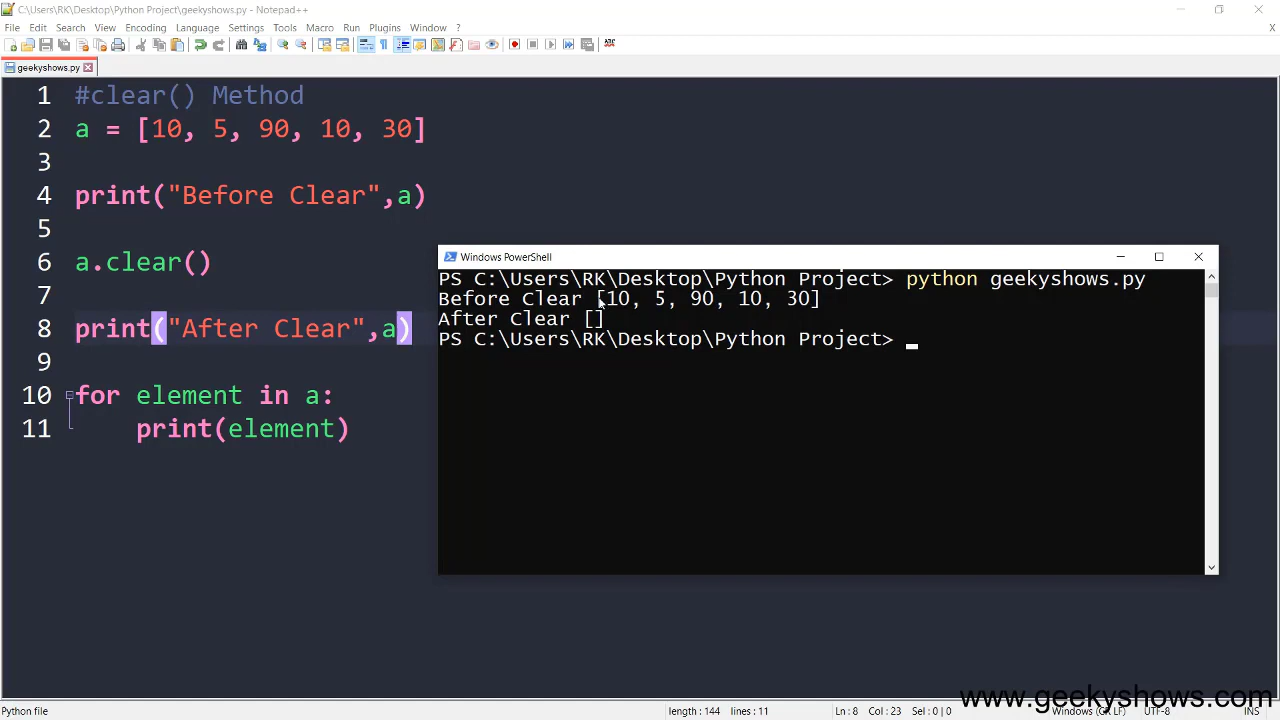 C:\Users\RK\Desktop\Python Project\geekyshows.py - Notepad++
File Edit Search View Encoding Language Settings Tools Macro Run Plugins Window ? X
geekyshows.py
1 #clear() Method
2 a = [10, 5, 90, 10, 30]
3
4 print("Before Clear",a)
5
6 a.clear()
7
8 print("After Clear",a)
9
10 for element in a:
11 print(element)
Windows PowerShell
PS C:\Users\RK\Desktop\Python Project> python geekyshows.py
Before Clear [10, 5, 90, 10, 30]
After Clear []
PS C:\Users\RK\Desktop\Python Project>
www.geekyshows.com
Python file length : 144 lines : 11 Ln : 8 Col : 23 Sel : 0 | 0 Windows (CR LF) UTF-8 INS